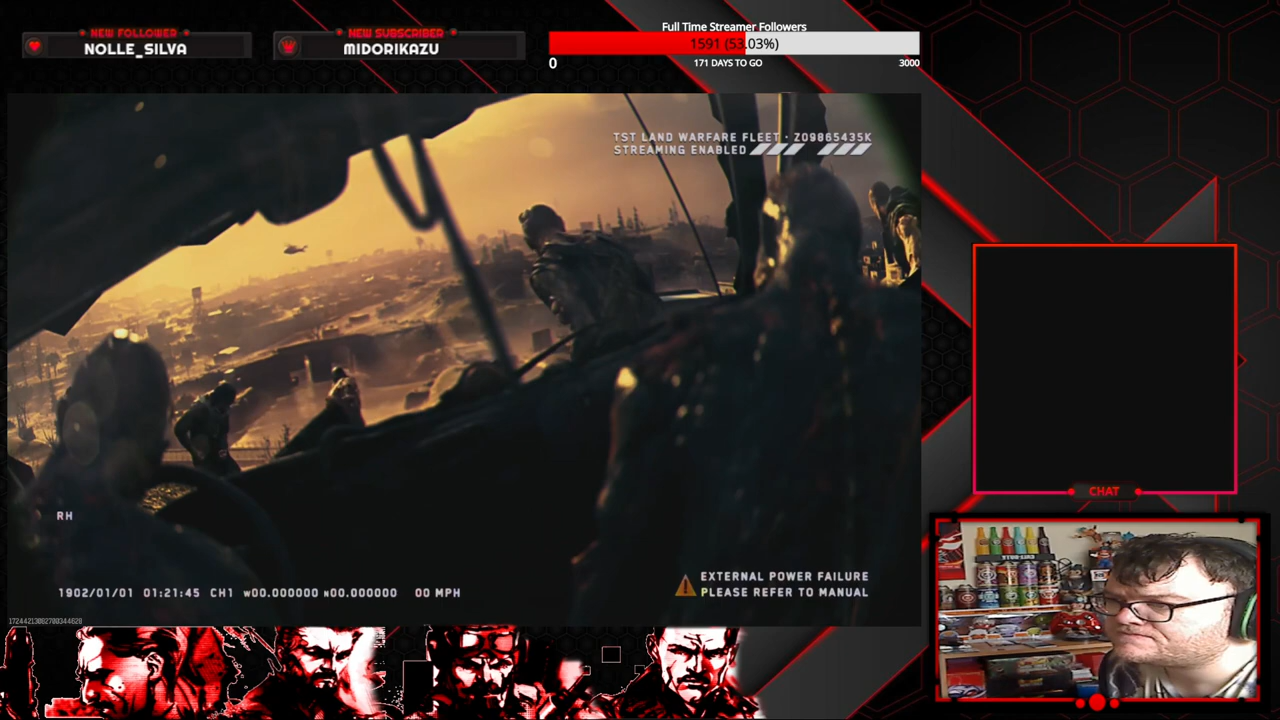 NEW FOLLOWER
NOLLE_SILVA
NEW SUBSCRIBER
MIDORIKAZU
Full Time Streamer Followers
1591 (53.03%)
0
171 DAYS TO GO
3000
TST LAND WARFARE FLEET · Z09865435K
STREAMING ENABLED
RH
1902/01/01 01:21:45 CH1 W00.000000 N00.000000 00 MPH
EXTERNAL POWER FAILURE
PLEASE REFER TO MANUAL
CHAT